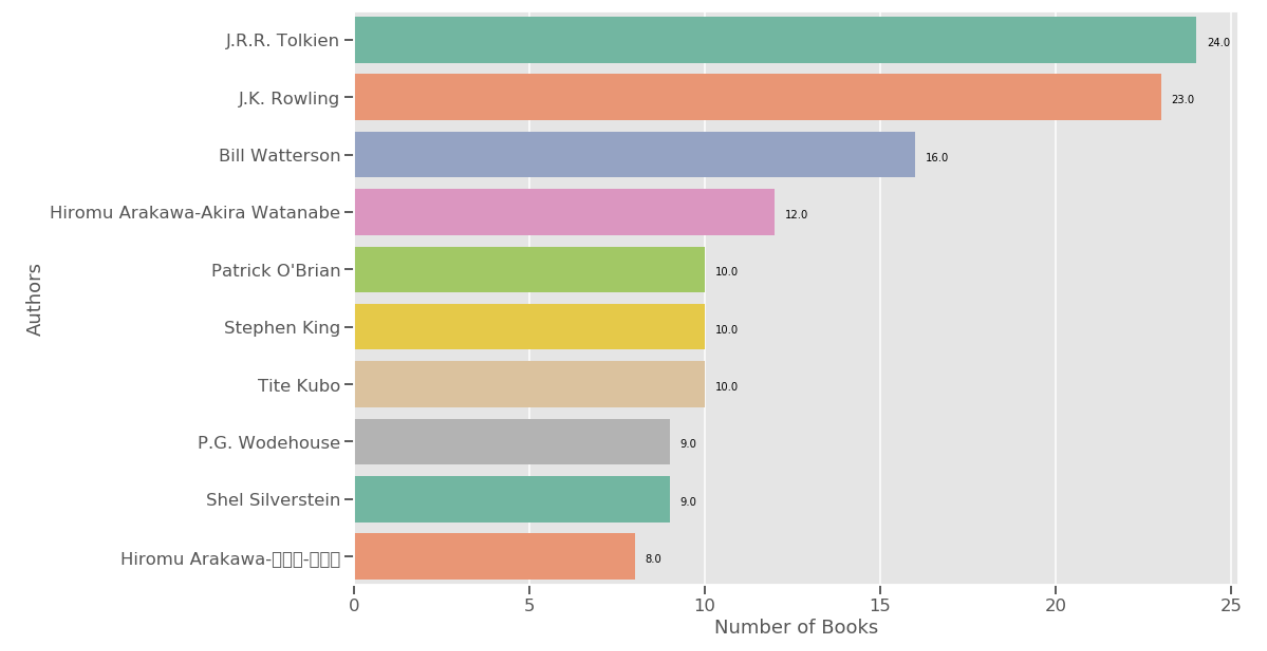 J.R.R. Tolkien
24.0
J.K. Rowling
23.0
Bill Watterson
16.0
Hiromu Arakawa-Akira Watanabe
12.0
Patrick O'Brian
10.0
Stephen King
10.0
Tite Kubo
10.0
P.G. Wodehouse
9.0
Shel Silverstein
9.0
Hiromu Arakawa-□□□-□□□
8.0
Authors
0 5 10 15 20 25
Number of Books